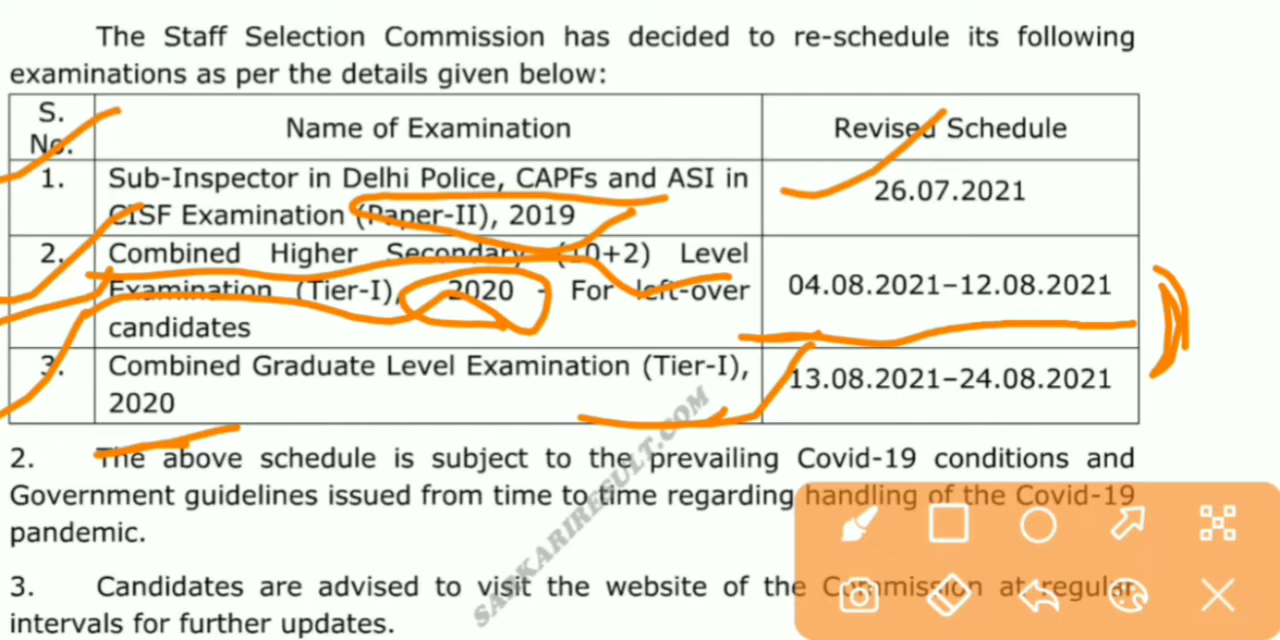 The Staff Selection Commission has decided to re-schedule its following
examinations as per the details given below:
S.
No.
Name of Examination
Revised Schedule
1.
Sub-Inspector in Delhi Police, CAPFs and ASI in
CISF Examination (Paper-II), 2019
26.07.2021
2.
Combined Higher Secondary (10+2) Level
Examination (Tier-I), 2020 - For left-over
candidates
04.08.2021–12.08.2021
3.
Combined Graduate Level Examination (Tier-I),
2020
13.08.2021–24.08.2021
2. The above schedule is subject to the prevailing Covid-19 conditions and
Government guidelines issued from time to time regarding handling of the Covid-19
pandemic.
3. Candidates are advised to visit the website of the Commission at regular
intervals for further updates.
SARKARIRESULT.COM